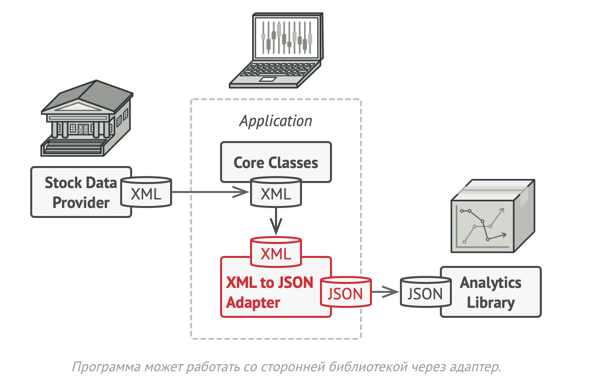 Application
Core Classes
XML
Stock Data
Provider
XML
XML
XML to JSON
Adapter
JSON
JSON
Analytics
Library
Программа может работать со сторонней библиотекой через адаптер.